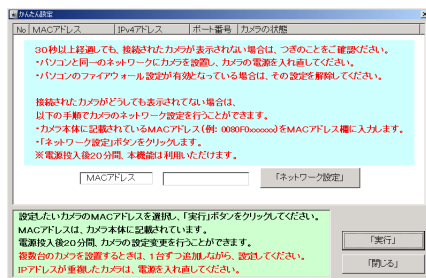 かんたん設定
No MACアドレス IPv4アドレス ポート番号 カメラの状態
30秒以上経過しても、接続されたカメラが表示されない場合は、つぎのことをご確認ください。
・パソコンと同一のネットワークにカメラを設置し、カメラの電源を入れ直してください。
・パソコンのファイアウォール設定が有効となっている場合は、その設定を解除してください。
接続されたカメラがどうしても表示されてない場合は、
以下の手順でカメラのネットワーク設定を行うことができます。
・カメラ本体に記載されているMACアドレス(例: 0080F0xxxxxx)をMACアドレス欄に入力します。
・「ネットワーク設定」ボタンをクリックします。
※電源投入後20分間、本機能は利用いただけます。
MACアドレス 「ネットワーク設定」
設定したいカメラのMACアドレスを選択し、「実行」ボタンをクリックしてください。
MACアドレスは、カメラ本体に記載されています。
電源投入後20分間、カメラの設定変更を行うことができます。
複数台のカメラを設置するときは、1台ずつ追加しながら、設定してください。
IPアドレスが重複したカメラは、電源を入れ直してください。
「実行」
「閉じる」